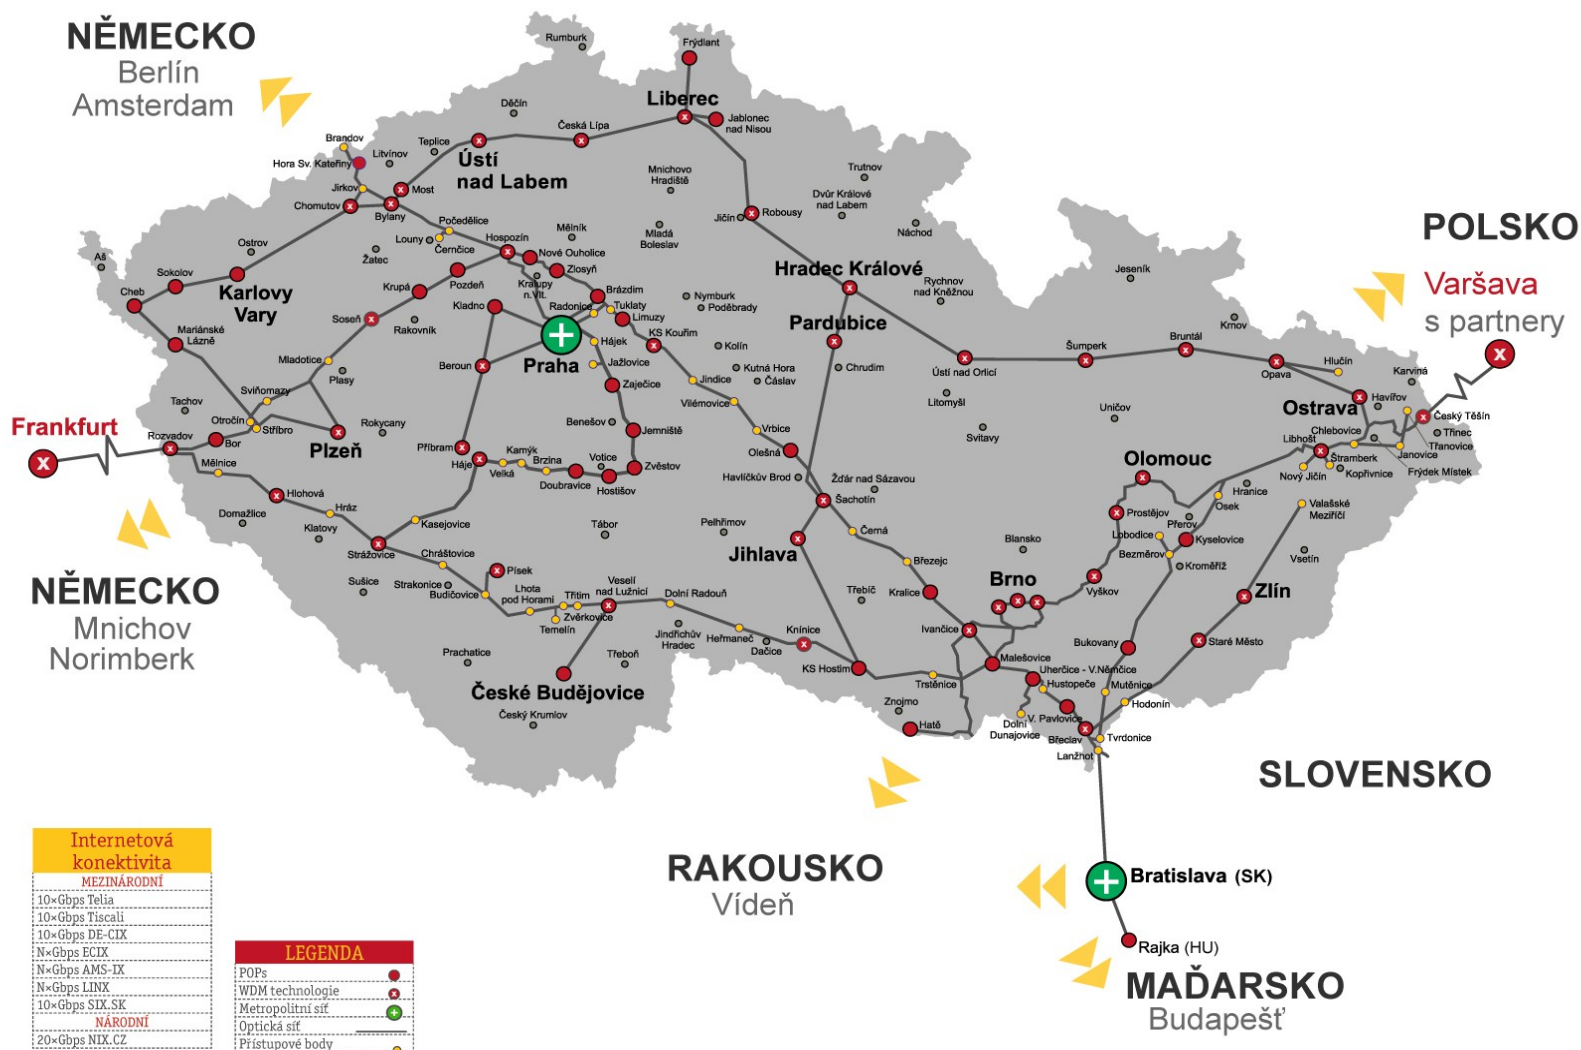 NĚMECKO
Berlín
Amsterdam
Rumburk
Frýdlant
Děčín
Liberec
Jablonec
nad Nisou
Česká Lípa
Brandov
Teplice
Litvínov
Hora Sv. Kateřiny
Ústí
nad Labem
Jirkov
Most
Chomutov
Bylany
Mnichovo
Hradiště
Trutnov
Dvůr Králové
nad Labem
Jičín
Robousy
Náchod
Počedělice
Louny
Černčice
Hospozín
Mělník
Mladá
Boleslav
Nové Ouholice
Zlosyň
Ostrov
Žatec
Aš
Sokolov
Cheb
Karlovy
Vary
Krupá
Pozdeň
Kralupy
n. Vlt.
Kladno
Radonice
Brázdim
Tuklaty
Limuzy
Nymburk
Poděbrady
Hradec Králové
Rychnov
nad Kněžnou
Jeseník
POLSKO
Varšava
s partnery
Mariánské
Lázně
Soseň
Rakovník
Praha
Hájek
KS Kouřim
Kolín
Pardubice
Krnov
Mladotice
Plasy
Beroun
Jažlovice
Zaječice
Jindice
Kutná Hora
Čáslav
Chrudim
Ústí nad Orlicí
Šumperk
Bruntál
Opava
Hlučín
Karviná
Sviňomazy
Tachov
Otročín
Stříbro
Rokycany
Plzeň
Benešov
Jemniště
Vilémovice
Vrbice
Litomyšl
Svitavy
Uničov
Ostrava
Havířov
Český Těšín
Třinec
Třanovice
Chlebovice
Libhošt
Janovice
Štramberk
Kopřivnice
Nový Jičín
Frýdek Místek
Frankfurt
Rozvadov
Bor
Mělnice
Příbram
Háje
Kamýk
Velká
Brzina
Votice
Doubravice
Hostišov
Zvěstov
Olešná
Havlíčkův Brod
Žďár nad Sázavou
Šachotín
Olomouc
Hranice
Osek
Valašské
Meziříčí
Hlohová
Domažlice
Hráz
Klatovy
Kasejovice
Strážovice
Tábor
Pelhřimov
Jihlava
Černá
Blansko
Prostějov
Přerov
Lobodice
Bezměrov
Kyselovice
Kroměříž
Vsetín
NĚMECKO
Mnichov
Norimberk
Chráštovice
Sušice
Strakonice
Budičovice
Písek
Lhota
pod Horami
Třitim
Temelín
Zvěrkovice
Veselí
nad Lužnicí
Dolní Radouň
Jindřichův
Hradec
Heřmaneč
Dačice
Knínice
Březejc
Třebíč
Kralice
Brno
Vyškov
Zlín
Ivančice
Bukovany
Staré Město
Prachatice
Třeboň
České Budějovice
Český Krumlov
KS Hostim
Malešovice
Trstěnice
Uherčice - V.Němčice
Hustopeče
Mutěnice
Hodonín
Znojmo
Hatě
Dolní
Dunajovice
V. Pavlovice
Břeclav
Tvrdonice
Lanžhot
SLOVENSKO
RAKOUSKO
Vídeň
Bratislava (SK)
Rajka (HU)
MAĎARSKO
Budapešť
Internetová
konektivita
MEZINÁRODNÍ
10×Gbps Telia
10×Gbps Tiscali
10×Gbps DE-CIX
N×Gbps ECIX
N×Gbps AMS-IX
N×Gbps LINX
10×Gbps SIX.SK
NÁRODNÍ
20×Gbps NIX.CZ
LEGENDA
POPs
WDM technologie
Metropolitní síť
Optická síť
Přístupové body